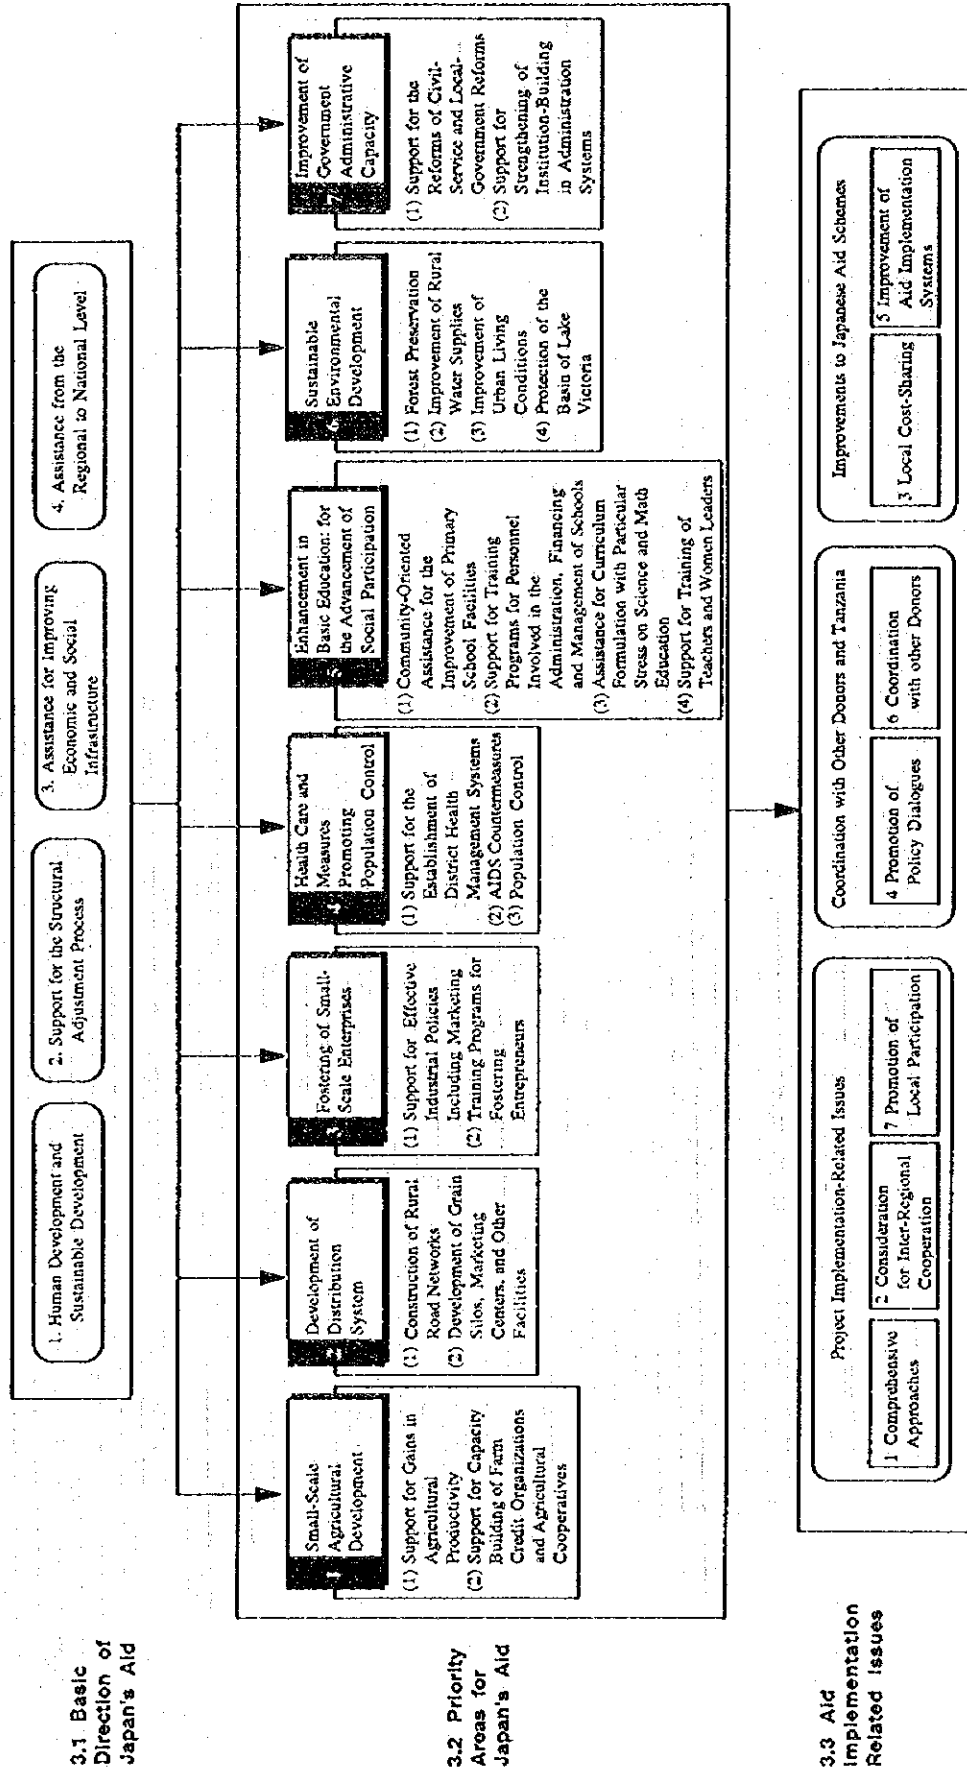 3.1 Basic
Direction of
Japan's Aid
1. Human Development and
Sustainable Development
2. Support for the Structural
Adjustment Process
3. Assistance for Improving
Economic and Social
Infrastructure
4. Assistance from the
Regional to National Level
3.2 Priority
Areas for
Japan's Aid
1
Small-Scale
Agricultural
Development
(1) Support for Gains in
Agricultural
Productivity
(2) Support for Capacity
Building of Farm
Credit Organizations
and Agricultural
Cooperatives
2
Development of
Distribution
System
(1) Construction of Rural
Road Networks
(2) Development of Grain
Silos, Marketing
Centers, and Other
Facilities
3
Fostering of Small-
Scale Enterprises
(1) Support for Effective
Industrial Policies
Including Marketing
(2) Training Programs for
Fostering
Entrepreneurs
4
Health Care and
Measures
Promoting
Population Control
(1) Support for the
Establishment of
District Health
Management Systems
(2) AIDS Countermeasures
(3) Population Control
5
Enhancement in
Basic Education: for
the Advancement of
Social Participation
(1) Community-Oriented
Assistance for the
Improvement of Primary
School Facilities
(2) Support for Training
Programs for Personnel
Involved in the
Administration, Financing
and Management of Schools
(3) Assistance for Curriculum
Formulation with Particular
Stress on Science and Math
Education
(4) Support for Training of
Teachers and Women Leaders
6
Sustainable
Environmental
Development
(1) Forest Preservation
(2) Improvement of Rural
Water Supplies
(3) Improvement of
Urban Living
Conditions
(4) Protection of the
Basin of Lake
Victoria
7
Improvement of
Government
Administrative
Capacity
(1) Support for the
Reforms of Civil-
Service and Local-
Government Reforms
(2) Support for
Strengthening of
Institution-Building
in Administration
Systems
3.3 Aid
Implementation
Related Issues
Project Implementation-Related Issues
1 Comprehensive
Approaches
2 Consideration
for Inter-Regional
Cooperation
7 Promotion of
Local Participation
Coordination with Other Donors and Tanzania
4 Promotion of
Policy Dialogues
6 Coordination
with other Donors
Improvements to Japanese Aid Schemes
3 Local Cost-Sharing
5 Improvement of
Aid Implementation
Systems